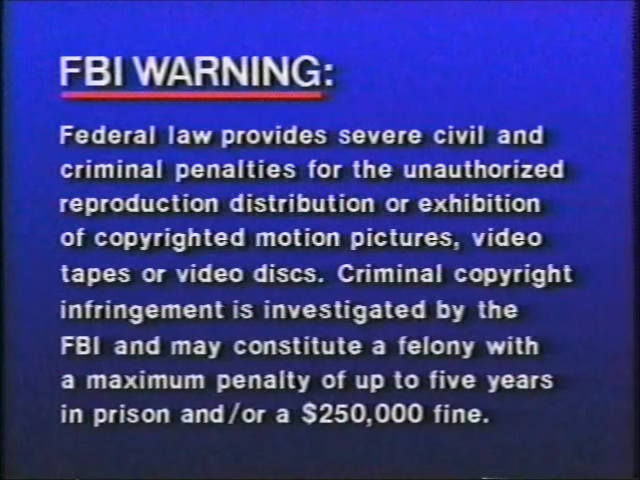 FBI WARNING:
Federal law provides severe civil and
criminal penalties for the unauthorized
reproduction distribution or exhibition
of copyrighted motion pictures, video
tapes or video discs. Criminal copyright
infringement is investigated by the
FBI and may constitute a felony with
a maximum penalty of up to five years
in prison and/or a $250,000 fine.